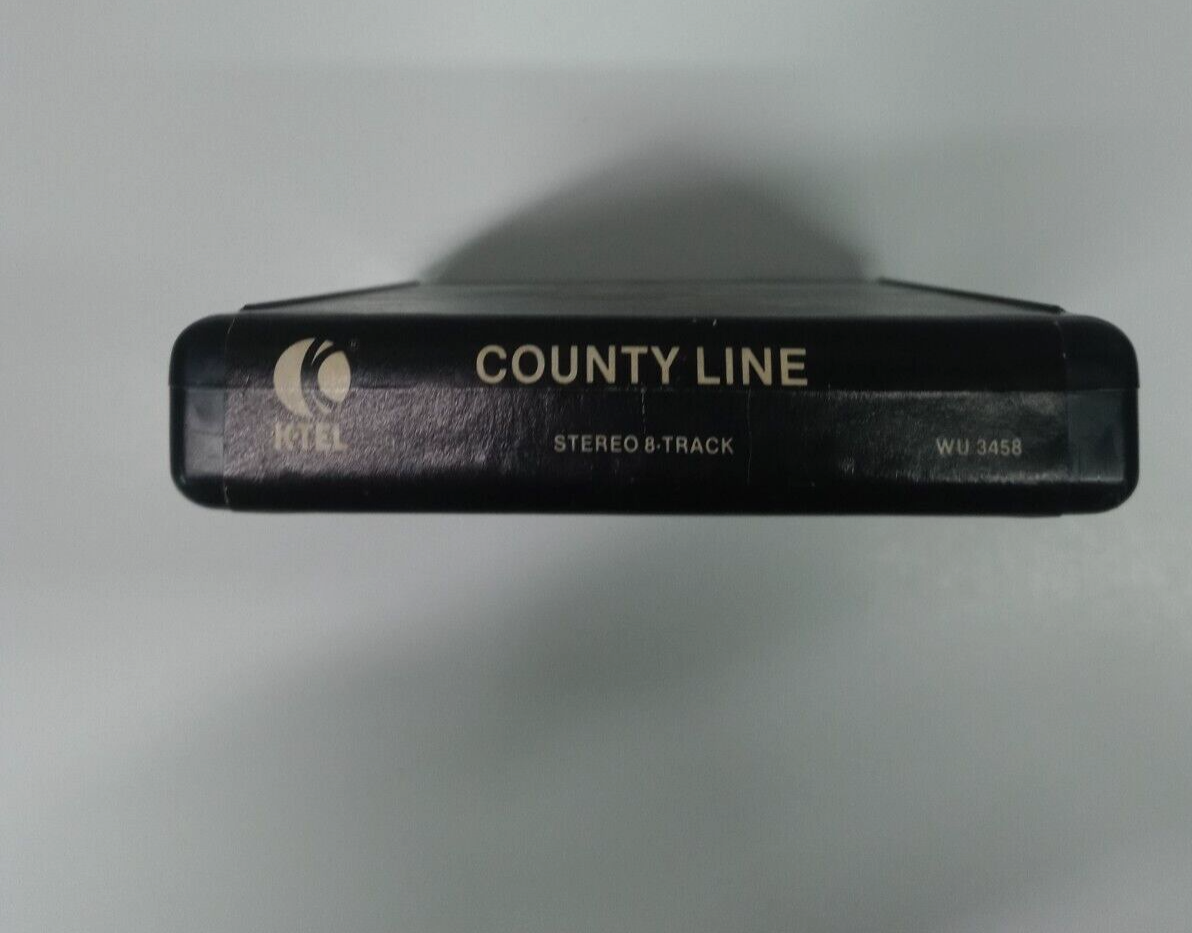 COUNTY LINE
K-TEL
STEREO 8-TRACK
WU 3458